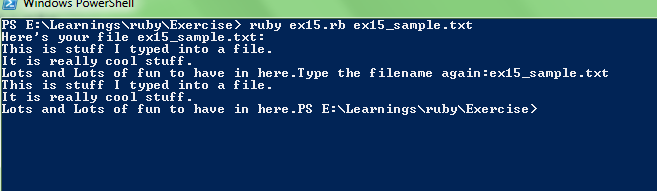 Windows PowerShell
PS E:\Learnings\ruby\Exercise> ruby ex15.rb ex15_sample.txt
Here's your file ex15_sample.txt:
This is stuff I typed into a file.
It is really cool stuff.
Lots and Lots of fun to have in here.Type the filename again:ex15_sample.txt
This is stuff I typed into a file.
It is really cool stuff.
Lots and Lots of fun to have in here.PS E:\Learnings\ruby\Exercise>